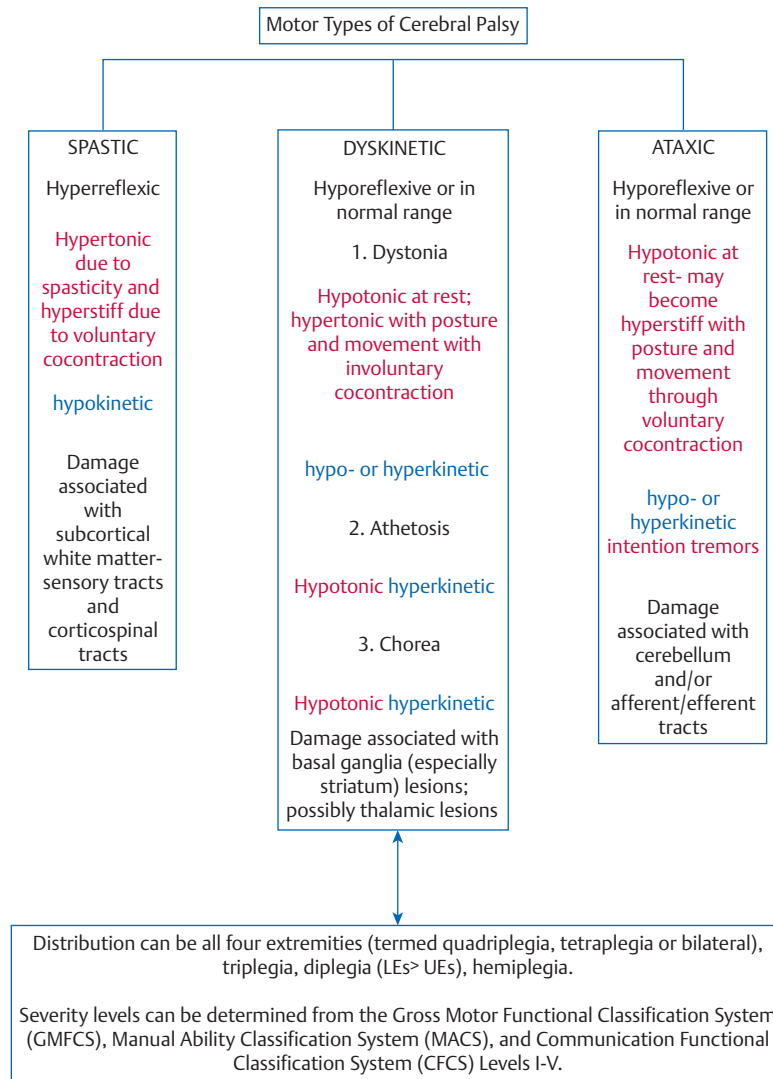 Motor Types of Cerebral Palsy
SPASTIC
Hyperreflexic
Hypertonic
due to
spasticity and
hyperstiff due
to voluntary
cocontraction
hypokinetic
Damage
associated
with
subcortical
white matter-
sensory tracts
and
corticospinal
tracts
DYSKINETIC
Hyporeflexive or in
normal range
1. Dystonia
Hypotonic at rest;
hypertonic with posture
and movement with
involuntary
cocontraction
hypo- or hyperkinetic
2. Athetosis
Hypotonic hyperkinetic
3. Chorea
Hypotonic hyperkinetic
Damage associated with
basal ganglia (especially
striatum) lesions;
possibly thalamic lesions
ATAXIC
Hyporeflexive or
in normal range
Hypotonic at
rest- may
become
hyperstiff with
posture and
movement
through
voluntary
cocontraction
hypo- or
hyperkinetic
intention tremors
Damage
associated with
cerebellum
and/or
afferent/efferent
tracts
Distribution can be all four extremities (termed quadriplegia, tetraplegia or bilateral),
triplegia, diplegia (LEs> UEs), hemiplegia.
Severity levels can be determined from the Gross Motor Functional Classification System
(GMFCS), Manual Ability Classification System (MACS), and Communication Functional
Classification System (CFCS) Levels I-V.